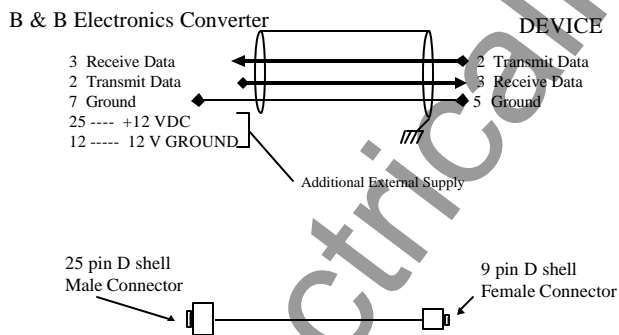 B & B Electronics Converter
DEVICE
3 Receive Data
2 Transmit Data
2 Transmit Data
3 Receive Data
7 Ground
5 Ground
25 ---- +12 VDC
12 ----- 12 V GROUND
Additional External Supply
25 pin D shell
Male Connector
9 pin D shell
Female Connector